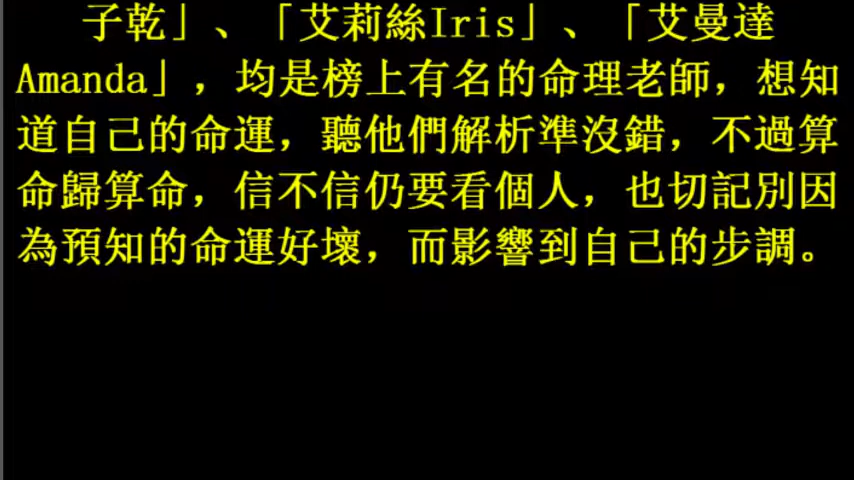 子乾」、「艾莉絲Iris」、「艾曼達
Amanda」，均是榜上有名的命理老師，想知
道自己的命運，聽他們解析準沒錯，不過算
命歸算命，信不信仍要看個人，也切記別因
為預知的命運好壞，而影響到自己的步調。